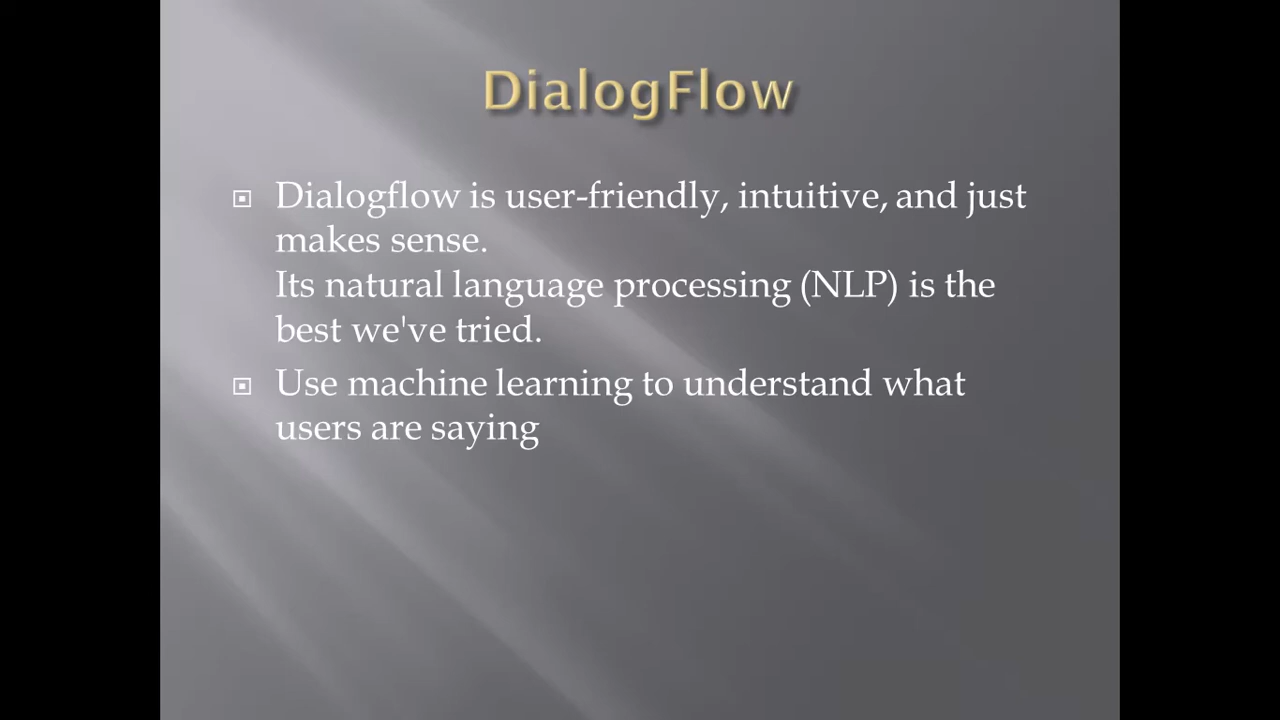 DialogFlow
Dialogflow is user-friendly, intuitive, and just
makes sense.
Its natural language processing (NLP) is the
best we've tried.
Use machine learning to understand what
users are saying